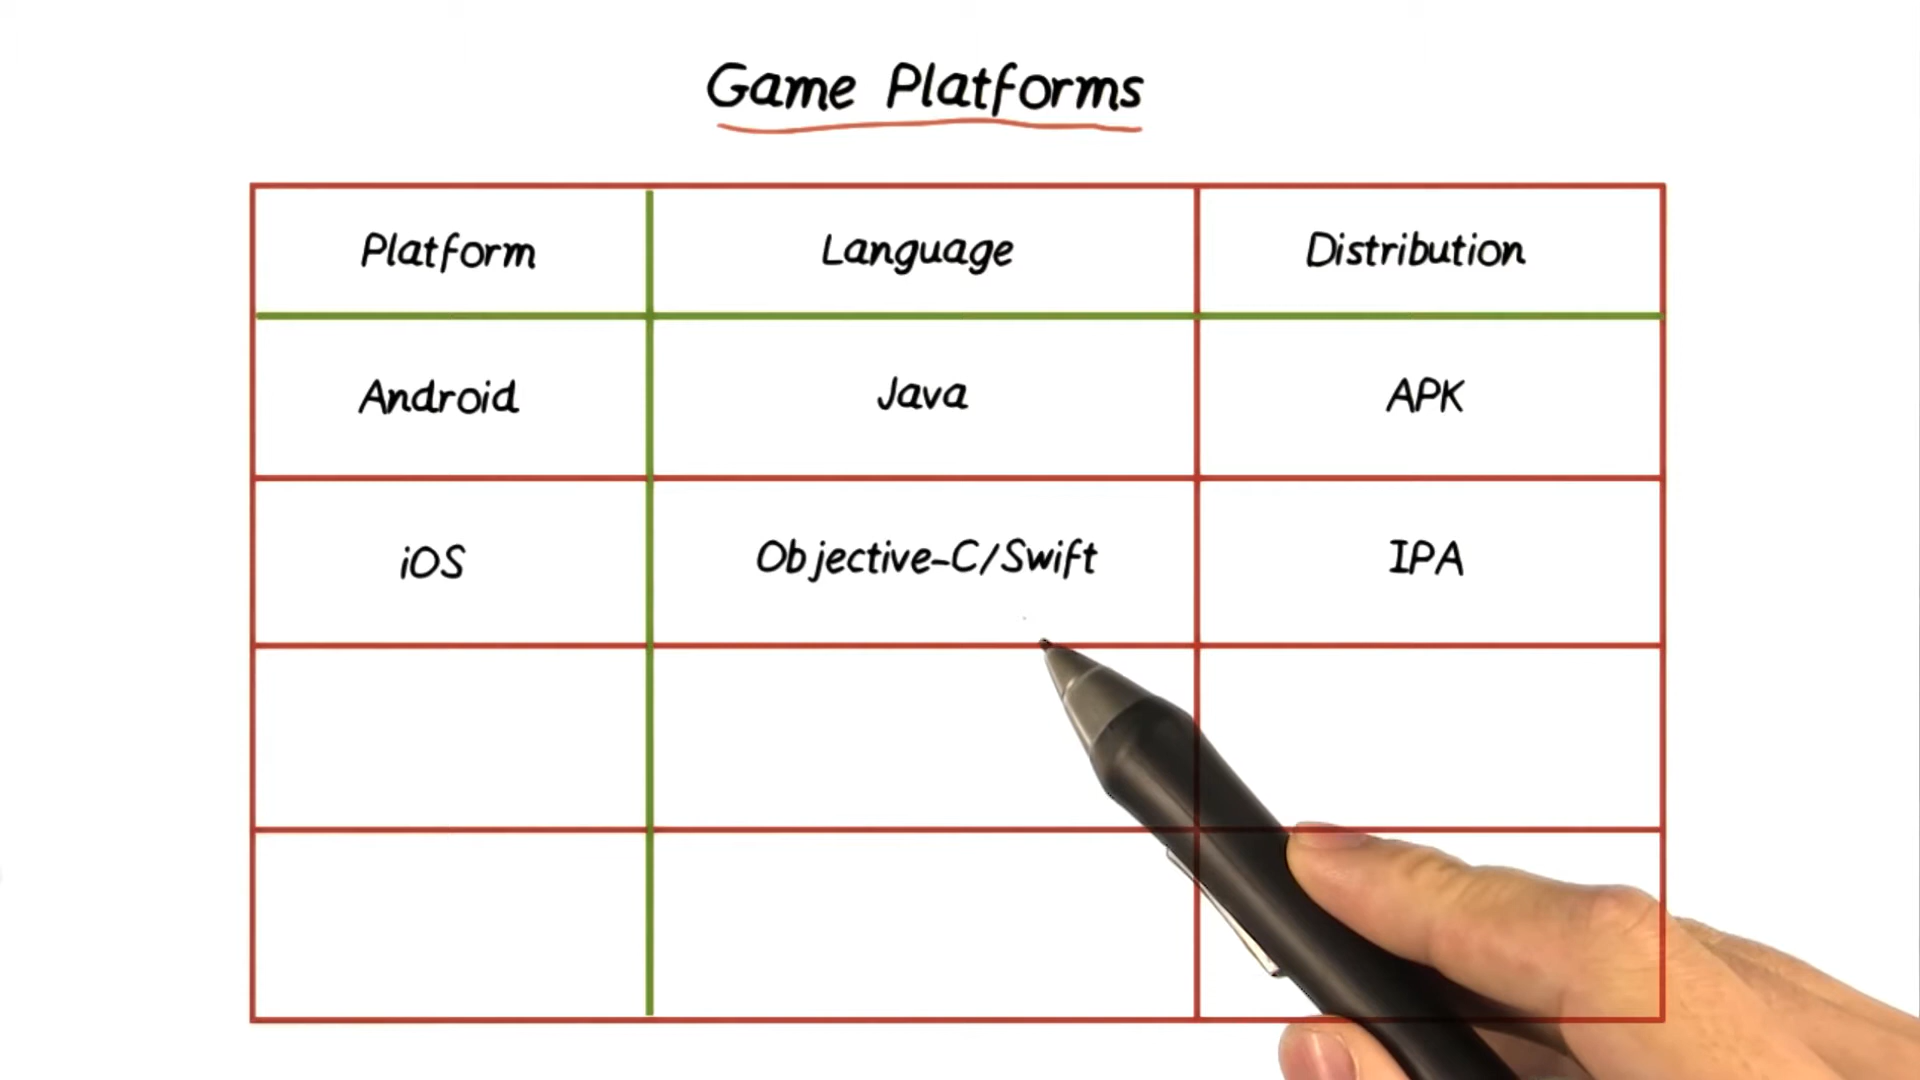 Game Platforms
Platform Language Distribution
Android Java APK
iOS Objective-C/Swift IPA